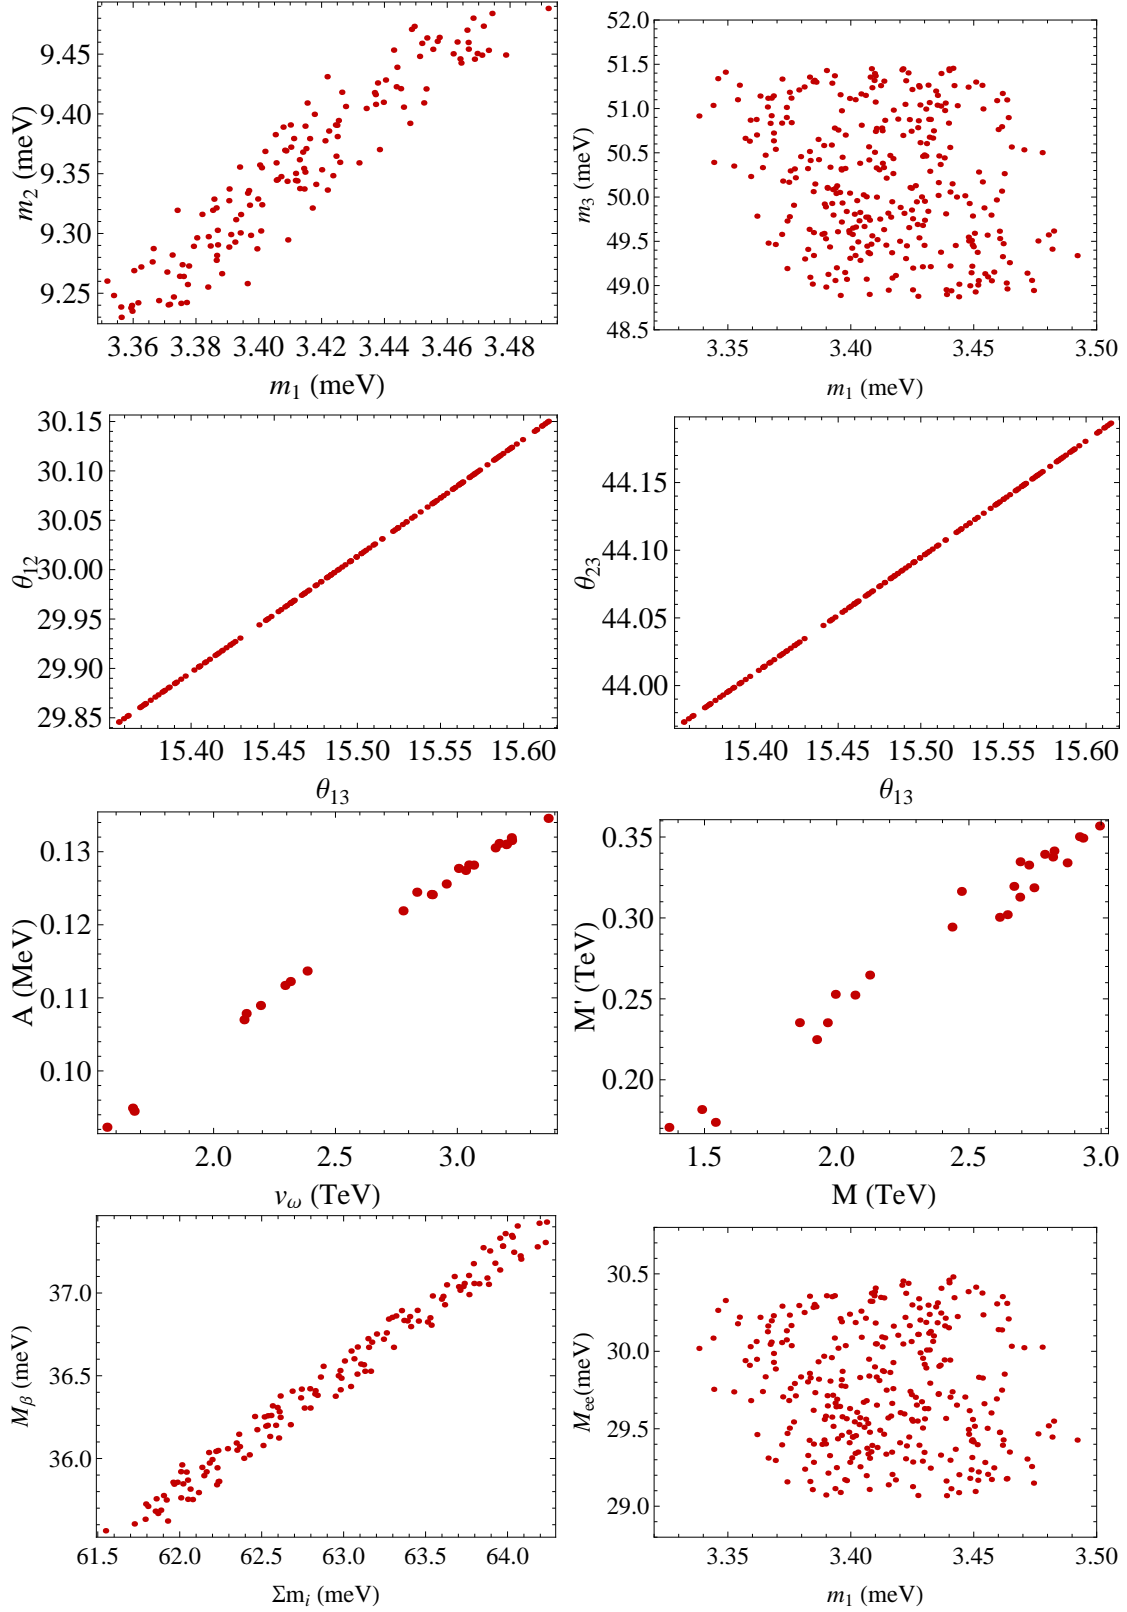 9.45
9.40
9.35
9.30
9.25
m2 (meV)
3.36 3.38 3.40 3.42 3.44 3.46 3.48
m1 (meV)
52.0
51.5
51.0
50.5
50.0
49.5
49.0
48.5
m3 (meV)
3.35 3.40 3.45 3.50
m1 (meV)
30.15
30.10
30.05
30.00
29.95
29.90
29.85
θ12
15.40 15.45 15.50 15.55 15.60
θ13
44.15
44.10
44.05
44.00
θ23
15.40 15.45 15.50 15.55 15.60
θ13
0.13
0.12
0.11
0.10
A (MeV)
2.0 2.5 3.0
vω (TeV)
0.35
0.30
0.25
0.20
M' (TeV)
1.5 2.0 2.5 3.0
M (TeV)
37.0
36.5
36.0
Mβ (meV)
61.5 62.0 62.5 63.0 63.5 64.0
Σmi (meV)
30.5
30.0
29.5
29.0
Mee(meV)
3.35 3.40 3.45 3.50
m1 (meV)